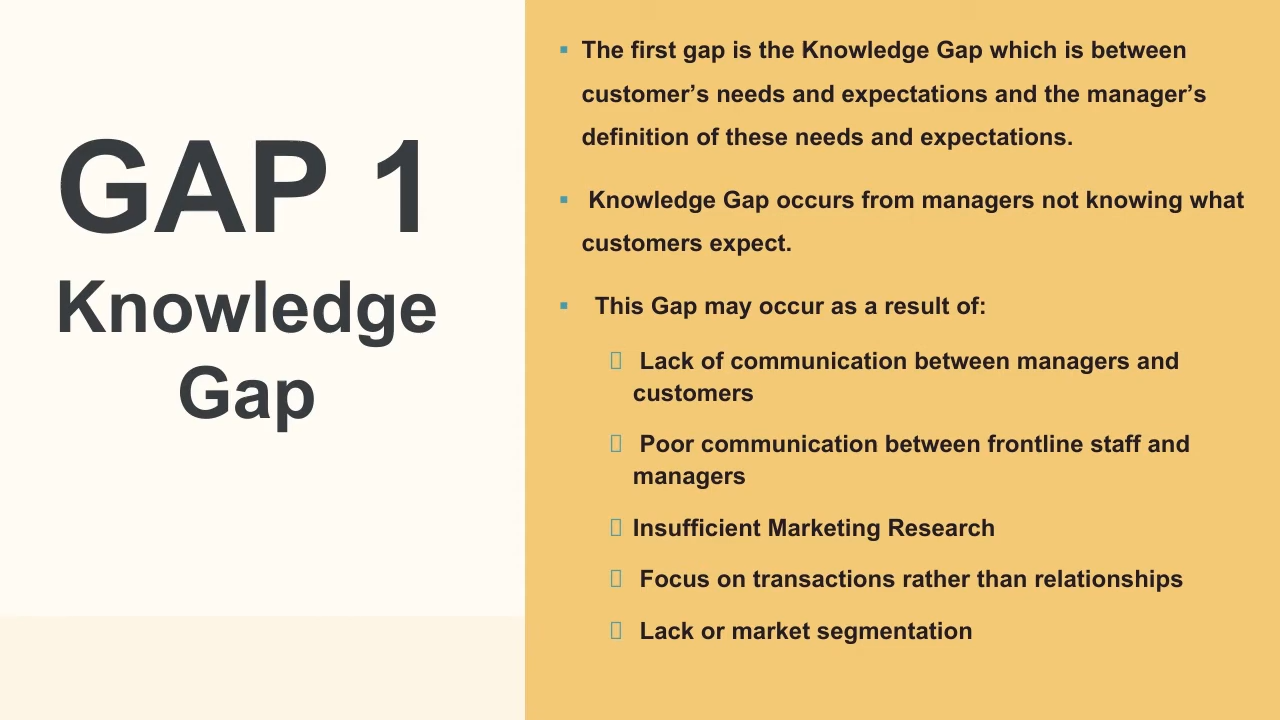 GAP 1
Knowledge
Gap
▪ The first gap is the Knowledge Gap which is between
customer’s needs and expectations and the manager’s
definition of these needs and expectations.
▪ Knowledge Gap occurs from managers not knowing what
customers expect.
▪ This Gap may occur as a result of:
Lack of communication between managers and
customers
Poor communication between frontline staff and
managers
Insufficient Marketing Research
Focus on transactions rather than relationships
Lack or market segmentation